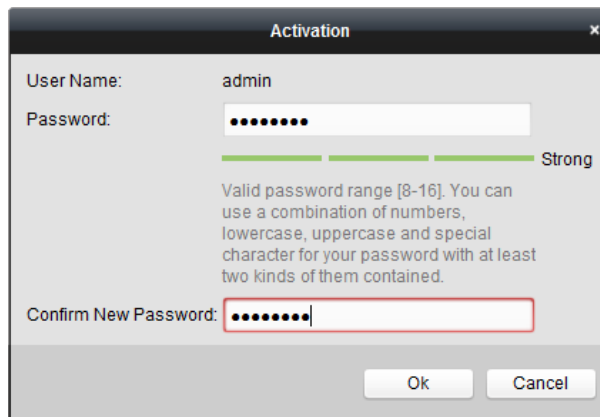 Activation ×
User Name: admin
Password: ●●●●●●●●
Strong
Valid password range [8-16]. You can
use a combination of numbers,
lowercase, uppercase and special
character for your password with at least
two kinds of them contained.
Confirm New Password: ●●●●●●●●
Ok Cancel